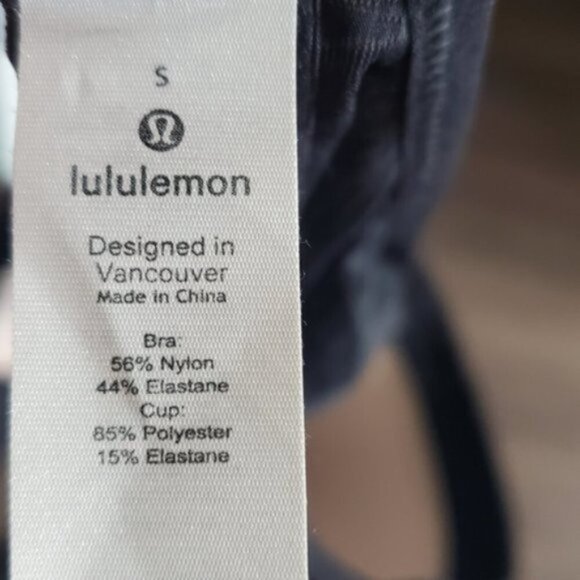 S
lululemon
Designed in
Vancouver
Made in China
Bra:
56% Nylon
44% Elastane
Cup:
85% Polyester
15% Elastane